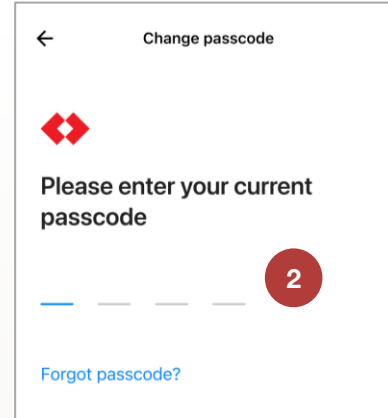 Change passcode
Please enter your current
passcode
2
Forgot passcode?